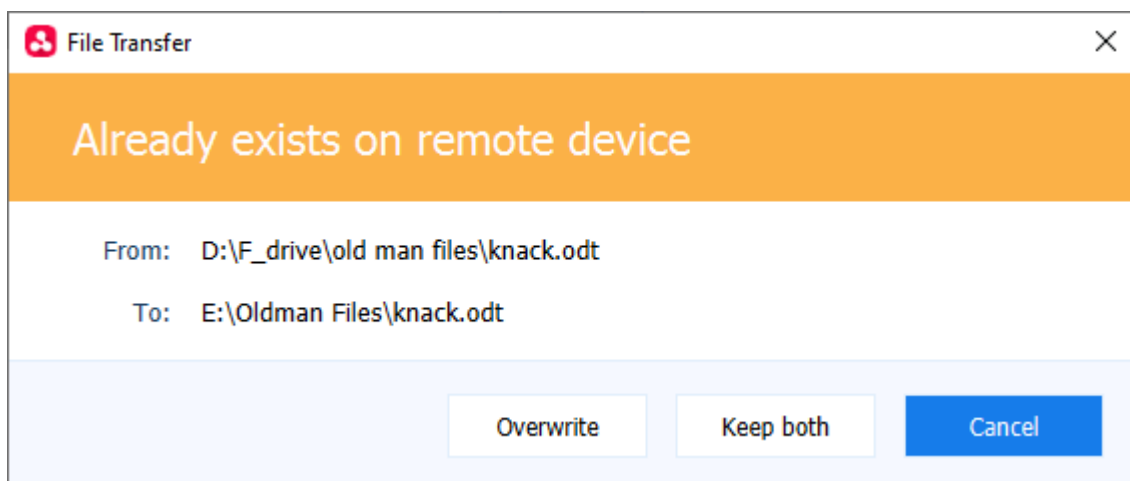 File Transfer
Already exists on remote device
From: D:\F_drive\old man files\knack.odt
To: E:\Oldman Files\knack.odt
Overwrite Keep both Cancel